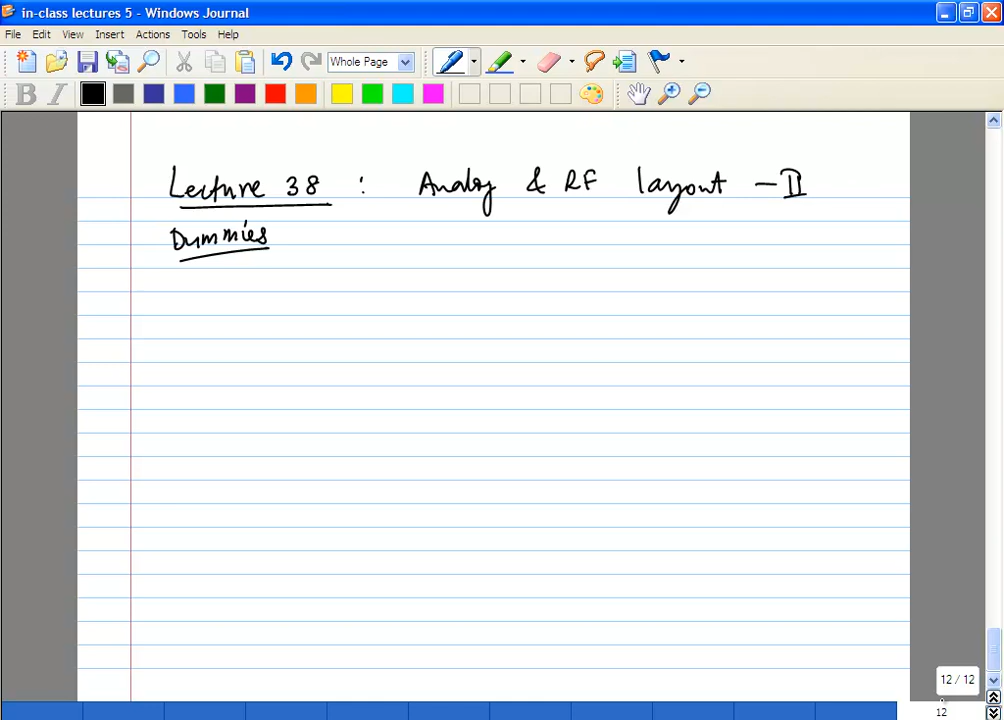 in-class lectures 5 - Windows Journal
File Edit View Insert Actions Tools Help
Whole Page
B I
Lecture 38 : Analog & RF layout - II
Dummies
12 / 12
12